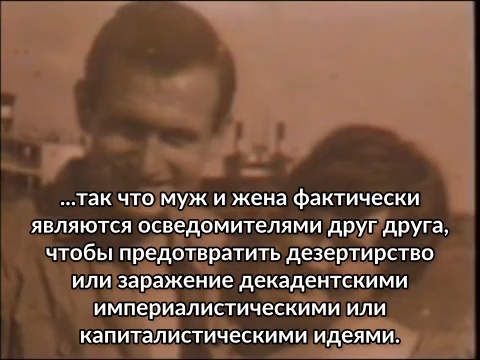 ...так что муж и жена фактически
являются осведомителями друг друга,
чтобы предотвратить дезертирство
или заражение декадентскими
империалистическими или
капиталистическими идеями.